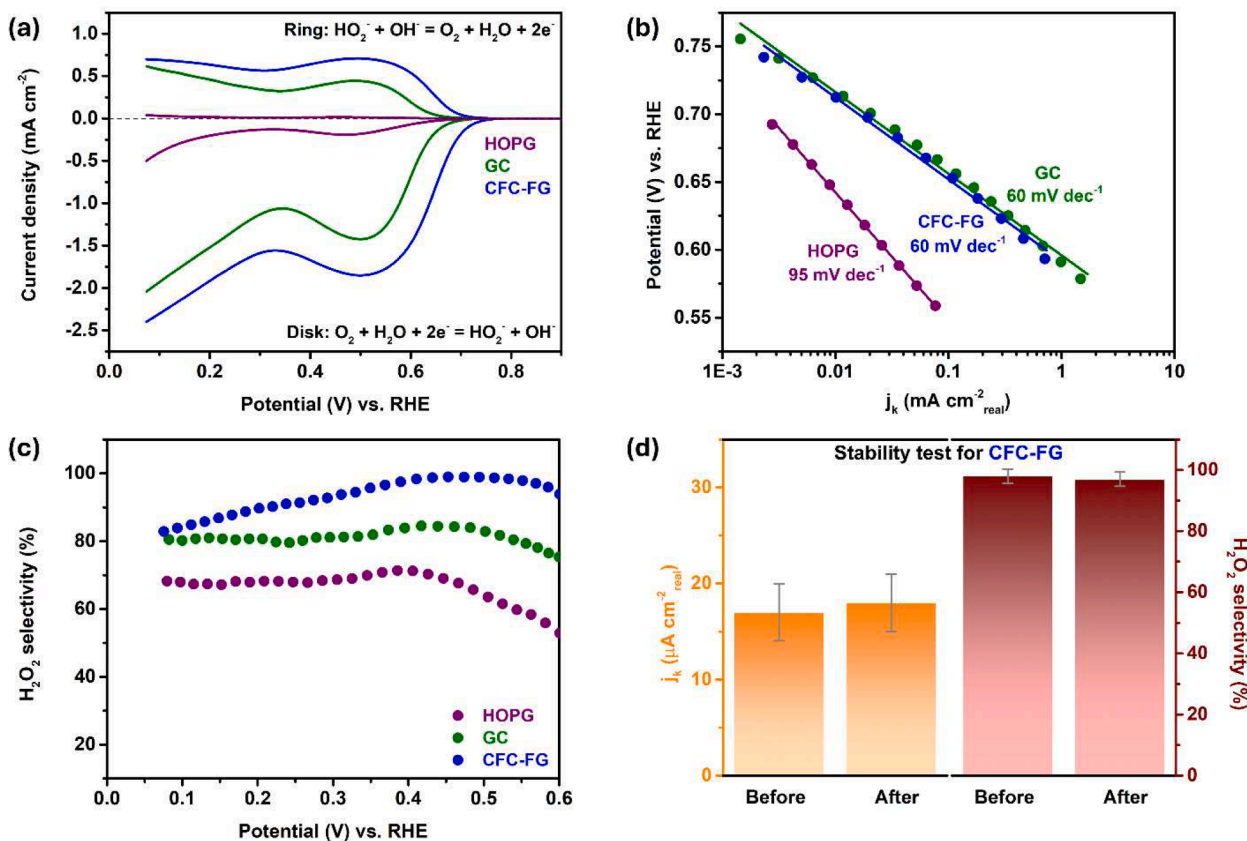 (a)
Ring: HO₂⁻ + OH⁻ = O₂ + H₂O + 2e⁻
1.0
0.5
0.0
-0.5
-1.0
-1.5
-2.0
-2.5
HOPG
GC
CFC-FG
Disk: O₂ + H₂O + 2e⁻ = HO₂⁻ + OH⁻
0.0 0.2 0.4 0.6 0.8
Current density (mA cm⁻²)
Potential (V) vs. RHE
(b)
0.75
0.70
0.65
0.60
0.55
GC
60 mV dec⁻¹
CFC-FG
60 mV dec⁻¹
HOPG
95 mV dec⁻¹
1E-3 0.01 0.1 1 10
Potential (V) vs. RHE
jₖ (mA cm⁻²real)
(c)
100
80
60
40
20
HOPG
GC
CFC-FG
0.0 0.1 0.2 0.3 0.4 0.5 0.6
H₂O₂ selectivity (%)
Potential (V) vs. RHE
(d)
Stability test for CFC-FG
30
20
10
0
jₖ (μA cm⁻²real)
100
80
60
40
20
0
H₂O₂ selectivity (%)
Before After Before After